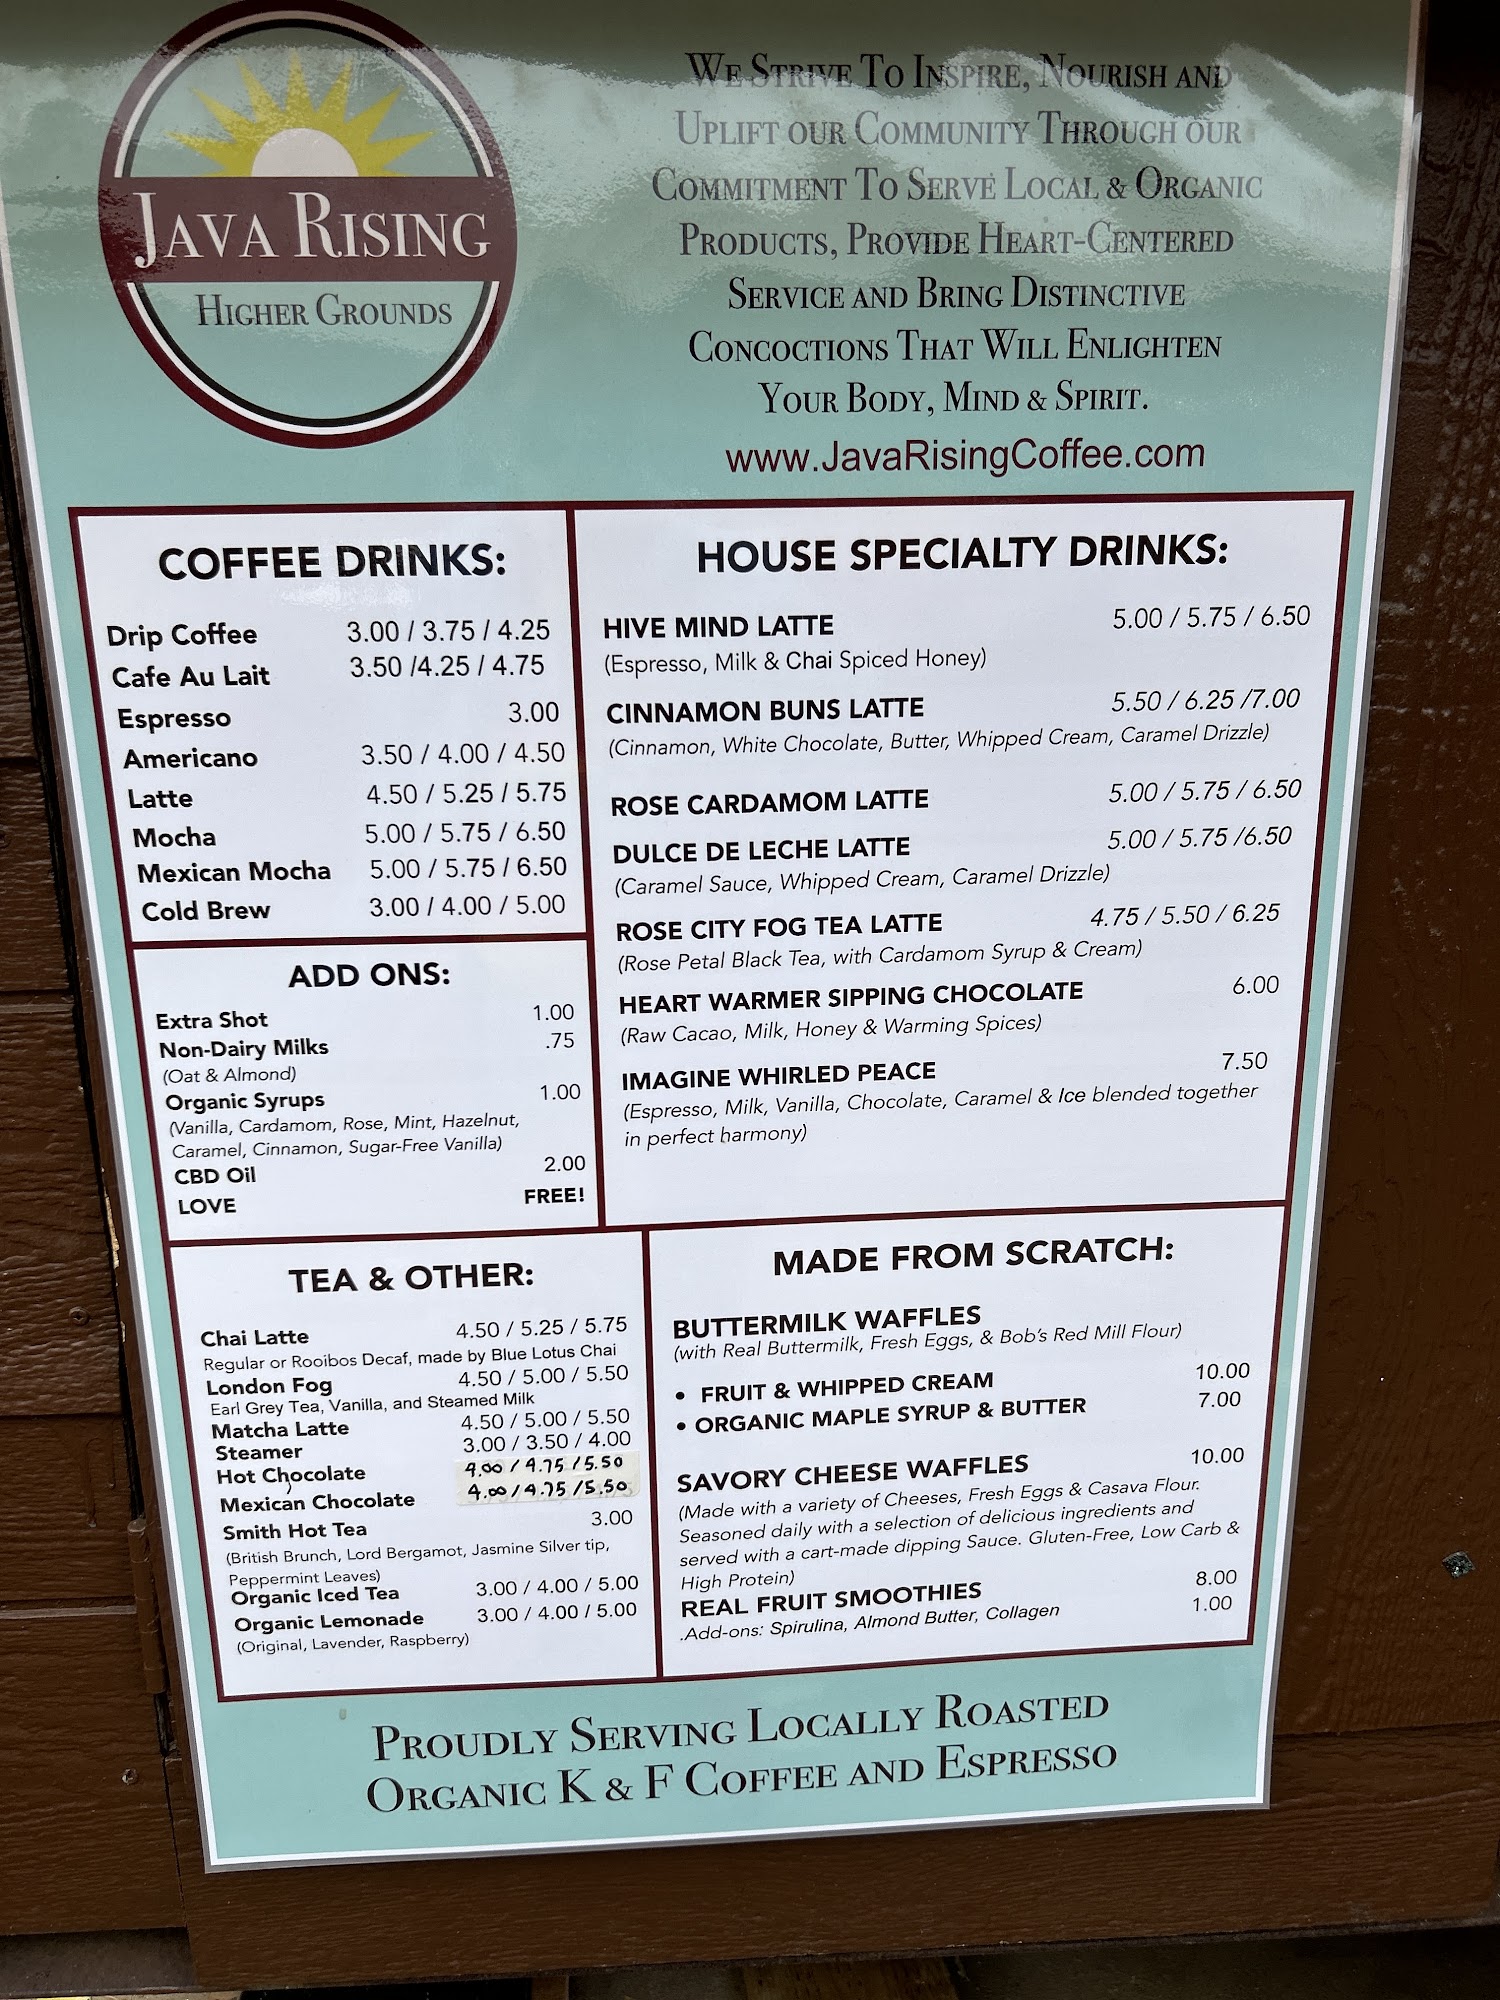 JAVA RISING
HIGHER GROUNDS
WE STRIVE TO INSPIRE, NOURISH AND
UPLIFT OUR COMMUNITY THROUGH OUR
COMMITMENT TO SERVE LOCAL & ORGANIC
PRODUCTS, PROVIDE HEART-CENTERED
SERVICE AND BRING DISTINCTIVE
CONCOCTIONS THAT WILL ENLIGHTEN
YOUR BODY, MIND & SPIRIT.
www.JavaRisingCoffee.com
COFFEE DRINKS:
Drip Coffee 3.00 / 3.75 / 4.25
Cafe Au Lait 3.50 /4.25 / 4.75
Espresso 3.00
Americano 3.50 / 4.00 / 4.50
Latte 4.50 / 5.25 / 5.75
Mocha 5.00 / 5.75 / 6.50
Mexican Mocha 5.00 / 5.75 / 6.50
Cold Brew 3.00 / 4.00 / 5.00
ADD ONS:
Extra Shot 1.00
Non-Dairy Milks .75
(Oat & Almond)
Organic Syrups 1.00
(Vanilla, Cardamom, Rose, Mint, Hazelnut,
Caramel, Cinnamon, Sugar-Free Vanilla)
CBD Oil 2.00
LOVE FREE!
HOUSE SPECIALTY DRINKS:
HIVE MIND LATTE 5.00 / 5.75 / 6.50
(Espresso, Milk & Chai Spiced Honey)
CINNAMON BUNS LATTE 5.50 / 6.25 /7.00
(Cinnamon, White Chocolate, Butter, Whipped Cream, Caramel Drizzle)
ROSE CARDAMOM LATTE 5.00 / 5.75 / 6.50
DULCE DE LECHE LATTE 5.00 / 5.75 /6.50
(Caramel Sauce, Whipped Cream, Caramel Drizzle)
ROSE CITY FOG TEA LATTE 4.75 / 5.50 / 6.25
(Rose Petal Black Tea, with Cardamom Syrup & Cream)
HEART WARMER SIPPING CHOCOLATE 6.00
(Raw Cacao, Milk, Honey & Warming Spices)
IMAGINE WHIRLED PEACE 7.50
(Espresso, Milk, Vanilla, Chocolate, Caramel & Ice blended together
in perfect harmony)
TEA & OTHER:
Chai Latte 4.50 / 5.25 / 5.75
Regular or Rooibos Decaf, made by Blue Lotus Chai
London Fog 4.50 / 5.00 / 5.50
Earl Grey Tea, Vanilla, and Steamed Milk
Matcha Latte 4.50 / 5.00 / 5.50
Steamer 3.00 / 3.50 / 4.00
Hot Chocolate 4.00 / 4.75 / 5.50
Mexican Chocolate 4.00 / 4.75 / 5.50
Smith Hot Tea 3.00
(British Brunch, Lord Bergamot, Jasmine Silver tip,
Peppermint Leaves)
Organic Iced Tea 3.00 / 4.00 / 5.00
Organic Lemonade 3.00 / 4.00 / 5.00
(Original, Lavender, Raspberry)
MADE FROM SCRATCH:
BUTTERMILK WAFFLES
(with Real Buttermilk, Fresh Eggs, & Bob's Red Mill Flour)
• FRUIT & WHIPPED CREAM 10.00
• ORGANIC MAPLE SYRUP & BUTTER 7.00
SAVORY CHEESE WAFFLES 10.00
(Made with a variety of Cheeses, Fresh Eggs & Casava Flour.
Seasoned daily with a selection of delicious ingredients and
served with a cart-made dipping Sauce. Gluten-Free, Low Carb &
High Protein)
REAL FRUIT SMOOTHIES 8.00
.Add-ons: Spirulina, Almond Butter, Collagen 1.00
PROUDLY SERVING LOCALLY ROASTED
ORGANIC K & F COFFEE AND ESPRESSO